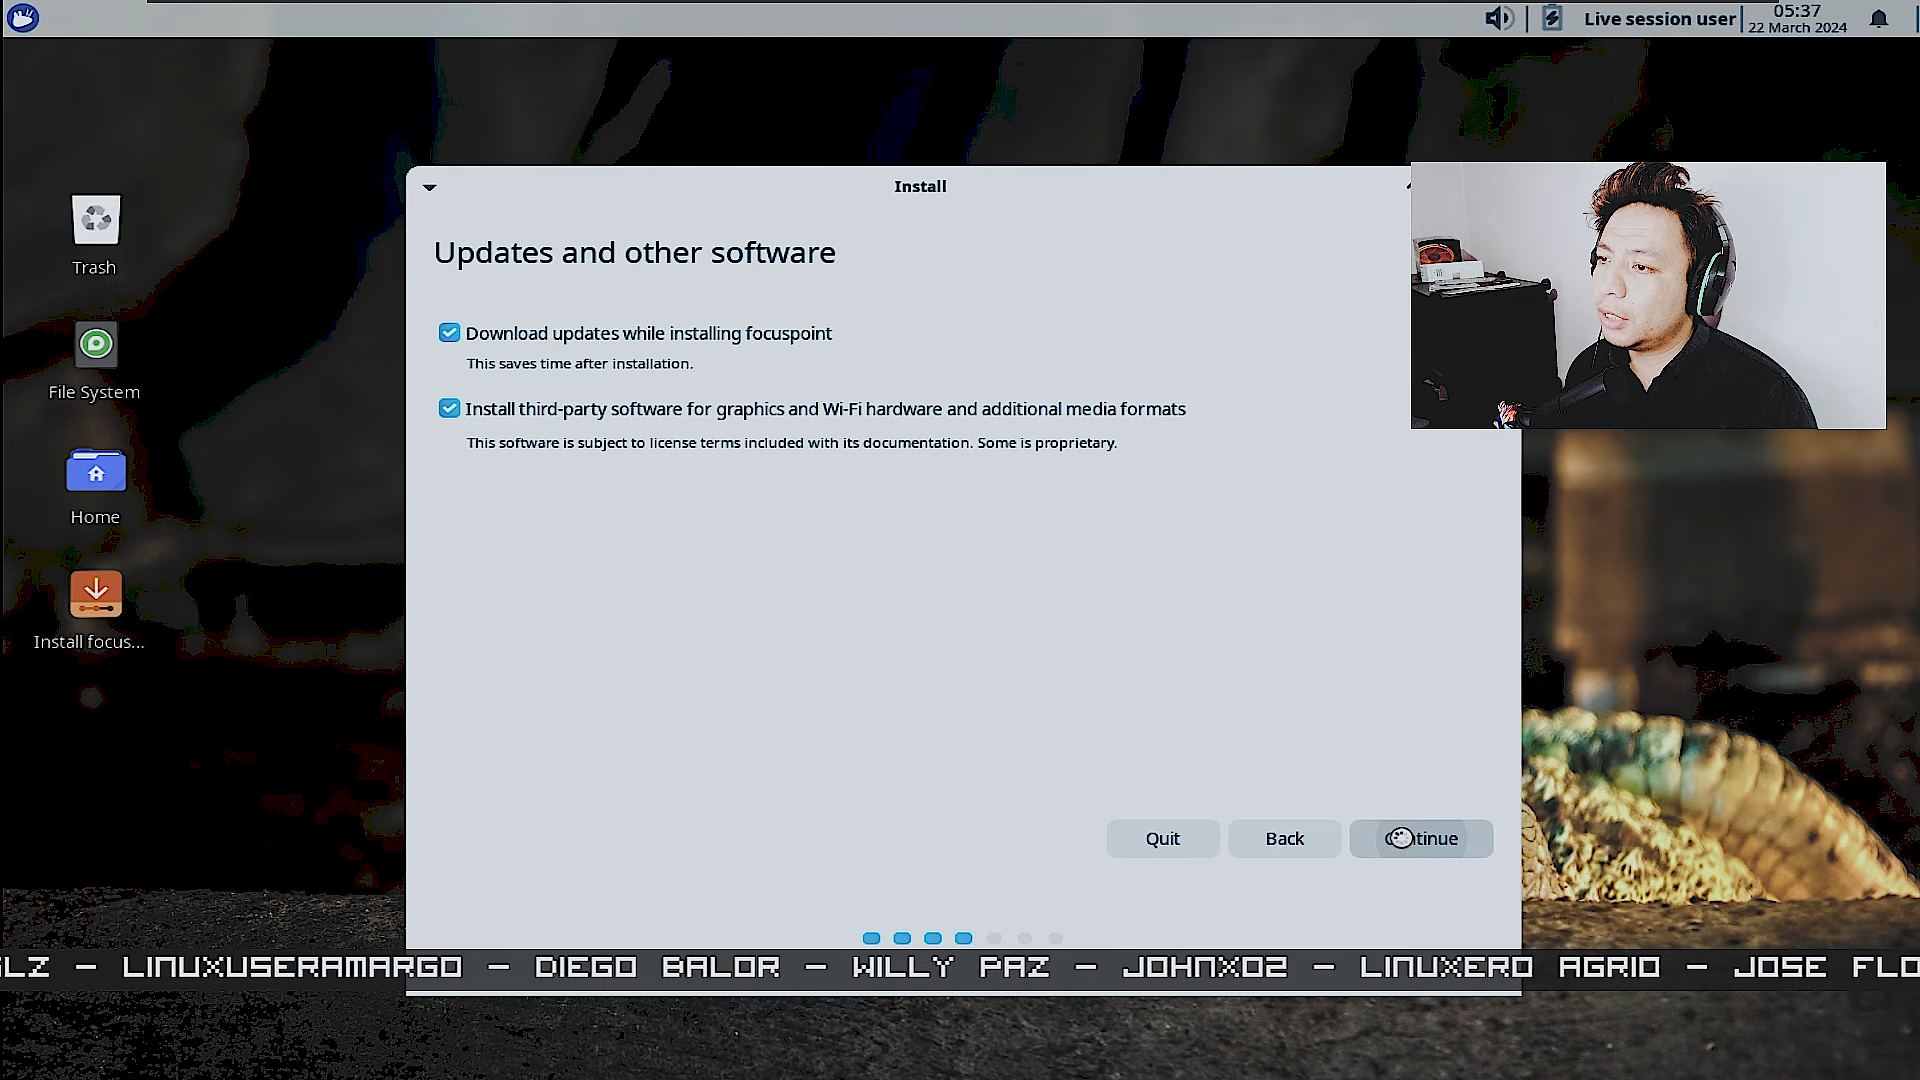 Live session user
05:37
22 March 2024
Install
Updates and other software
Download updates while installing focuspoint
This saves time after installation.
Install third-party software for graphics and Wi-Fi hardware and additional media formats
This software is subject to license terms included with its documentation. Some is proprietary.
Trash
File System
Home
Install focus...
Quit
Back
LZ - LINUXUSERAMARGO - DIEGO BALOR - WILLY PAZ - JOHNX02 - LINUXERO AGRIO - JOSE FLO